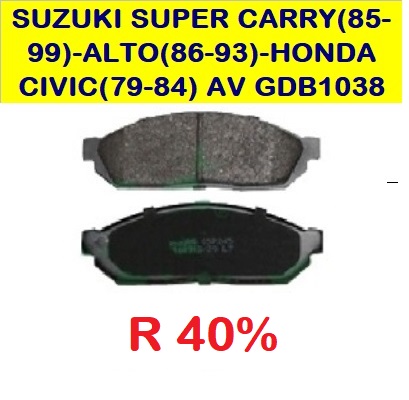 SUZUKI SUPER CARRY(85-
99)-ALTO(86-93)-HONDA
CIVIC(79-84) AV GDB1038
R 40%